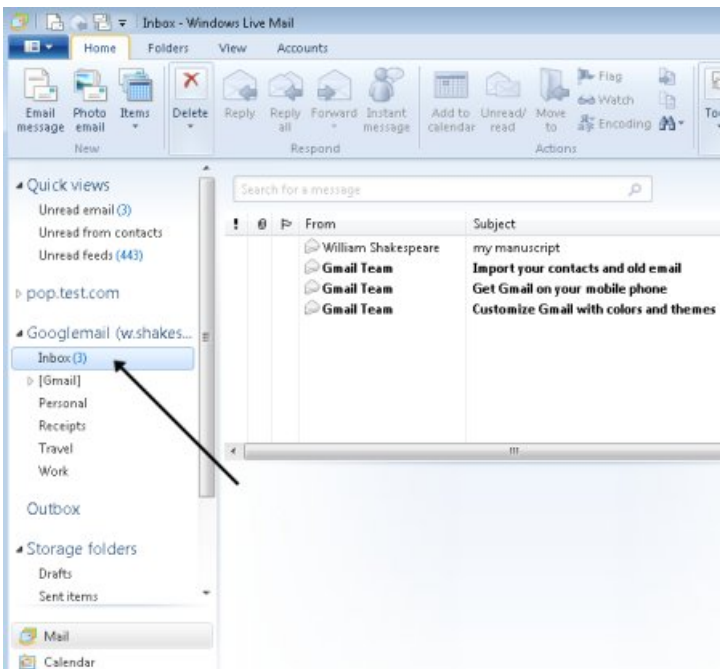 Inbox - Windows Live Mail
Home Folders View Accounts
Email message Photo email Items Delete Reply Reply all Forward Instant message Add to calendar Unread/ read Move to Flag Watch Encoding
New Respond Actions
Quick views
Unread email (3)
Unread from contacts
Unread feeds (443)
pop.test.com
Googlemail (w.shakes...
Inbox (3)
[Gmail]
Personal
Receipts
Travel
Work
Outbox
Storage folders
Drafts
Sent items
Mail
Calendar
Search for a message
! From Subject
William Shakespeare my manuscript
Gmail Team Import your contacts and old email
Gmail Team Get Gmail on your mobile phone
Gmail Team Customize Gmail with colors and themes